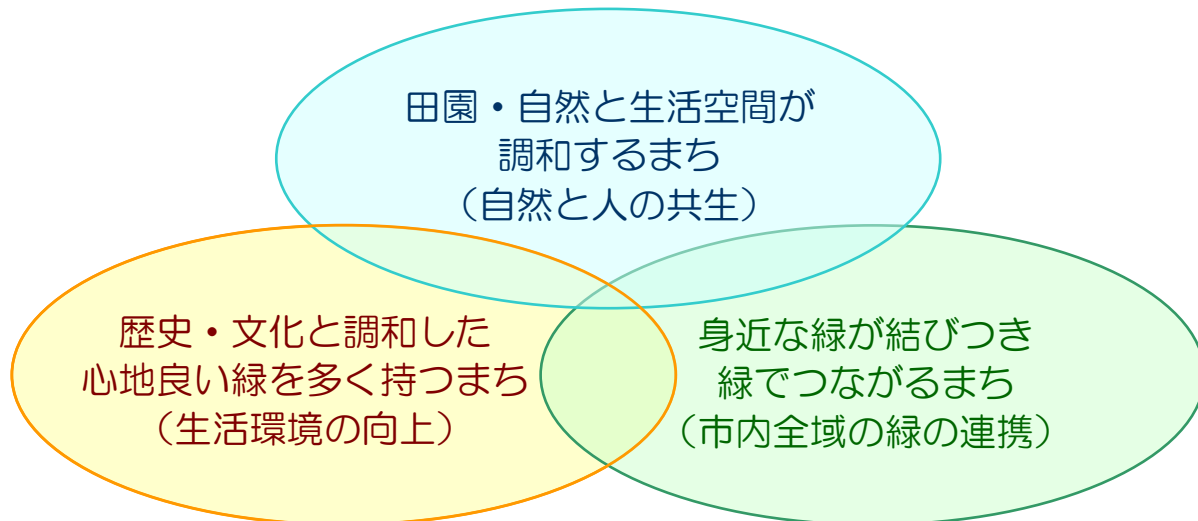 田園・自然と生活空間が
調和するまち
（自然と人の共生）
歴史・文化と調和した
心地良い緑を多く持つまち
（生活環境の向上）
身近な緑が結びつき
緑でつながるまち
（市内全域の緑の連携）